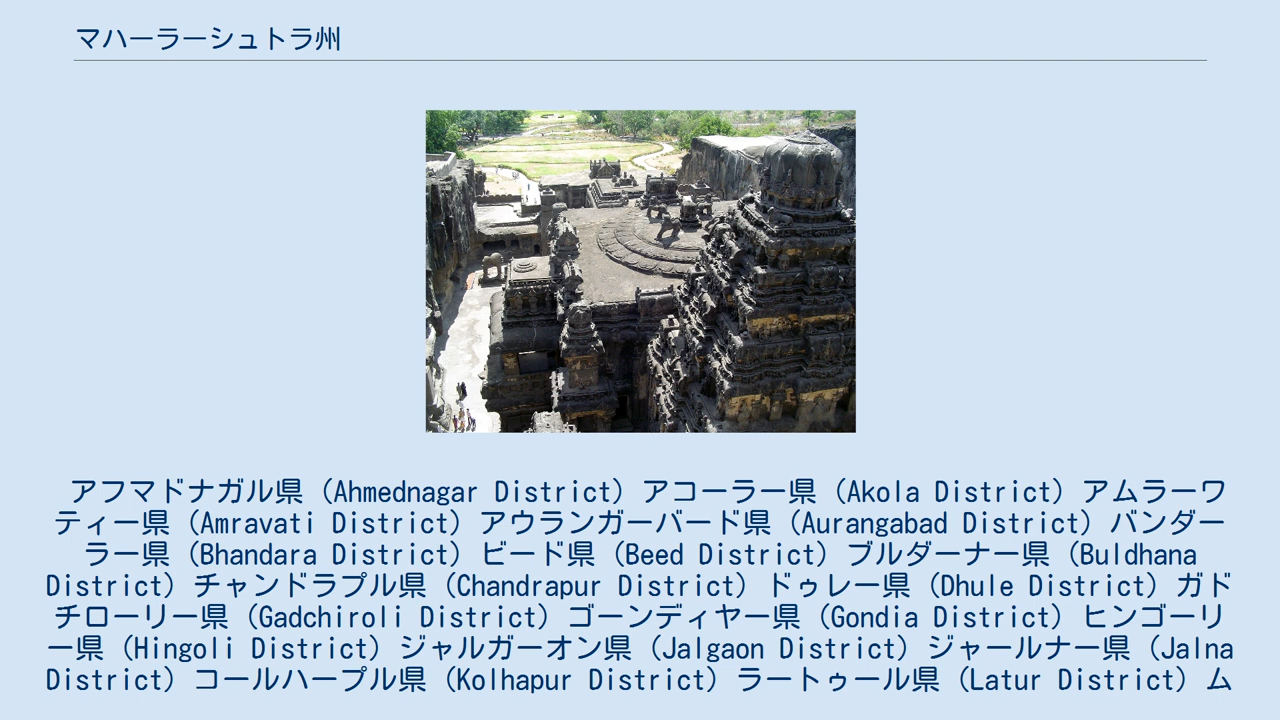 マハーラーシュトラ州
アフマドナガル県（Ahmednagar District）アコーラー県（Akola District）アムラーワ
ティー県（Amravati District）アウランガーバード県（Aurangabad District）バンダー
ラー県（Bhandara District）ビード県（Beed District）ブルダーナー県（Buldhana
District）チャンドラプル県（Chandrapur District）ドゥレー県（Dhule District）ガド
チローリー県（Gadchiroli District）ゴーンディヤー県（Gondia District）ヒンゴーリ
ー県（Hingoli District）ジャルガーオン県（Jalgaon District）ジャールナー県（Jalna
District）コールハープル県（Kolhapur District）ラートゥール県（Latur District）ム